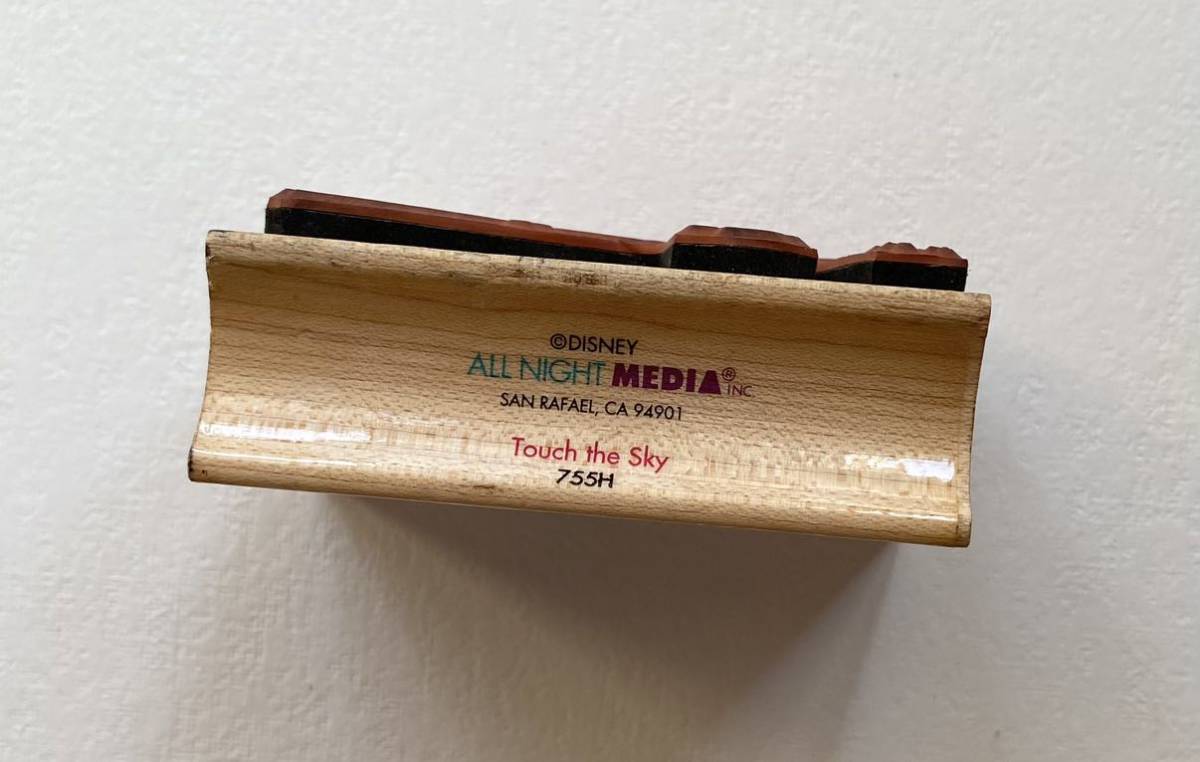 ©DISNEY
ALL NIGHT MEDIA® INC
SAN RAFAEL, CA 94901
Touch the Sky
755H